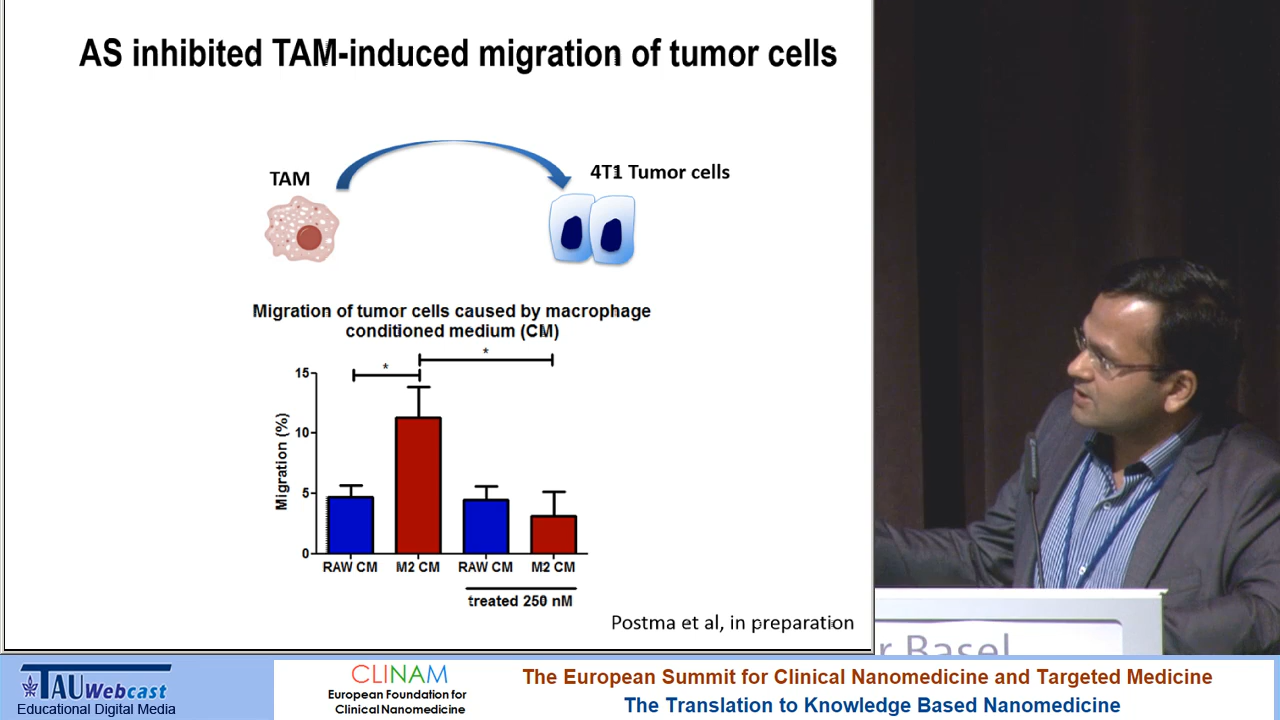 AS inhibited TAM-induced migration of tumor cells
TAM
4T1 Tumor cells
Migration of tumor cells caused by macrophage
conditioned medium (CM)
*
*
15
10
5
0
Migration (%)
RAW CM
M2 CM
RAW CM
M2 CM
treated 250 nM
Postma et al, in preparation
r Basel
TAU Webcast
Educational Digital Media
CLINAM
European Foundation for
Clinical Nanomedicine
The European Summit for Clinical Nanomedicine and Targeted Medicine
The Translation to Knowledge Based Nanomedicine